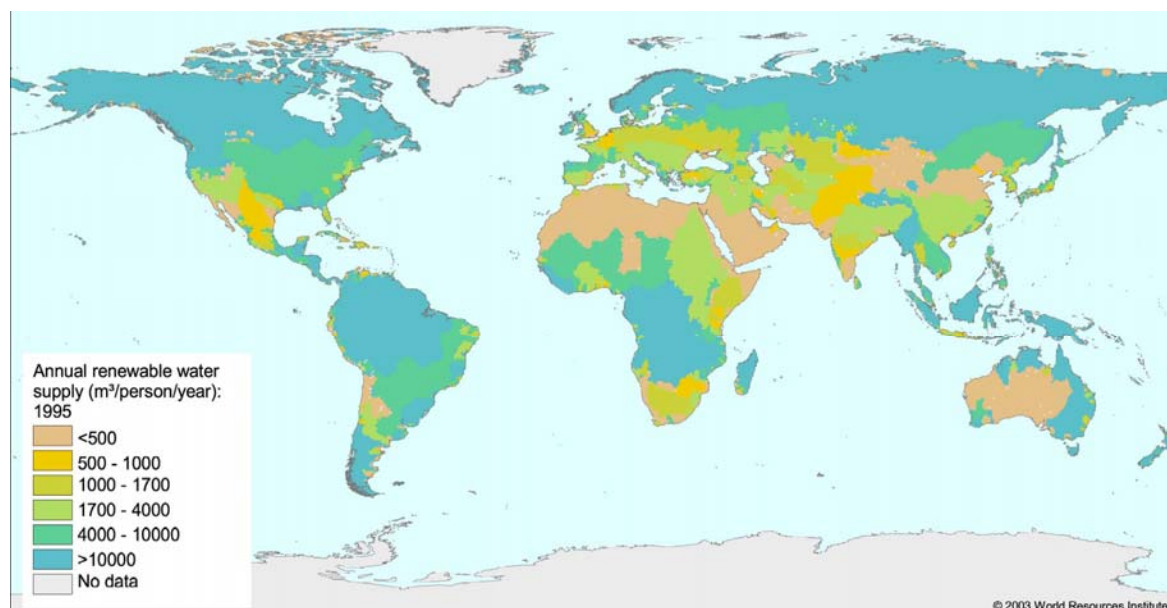 Annual renewable water
supply (m³/person/year):
1995
<500
500 - 1000
1000 - 1700
1700 - 4000
4000 - 10000
>10000
No data
© 2003 World Resources Institute